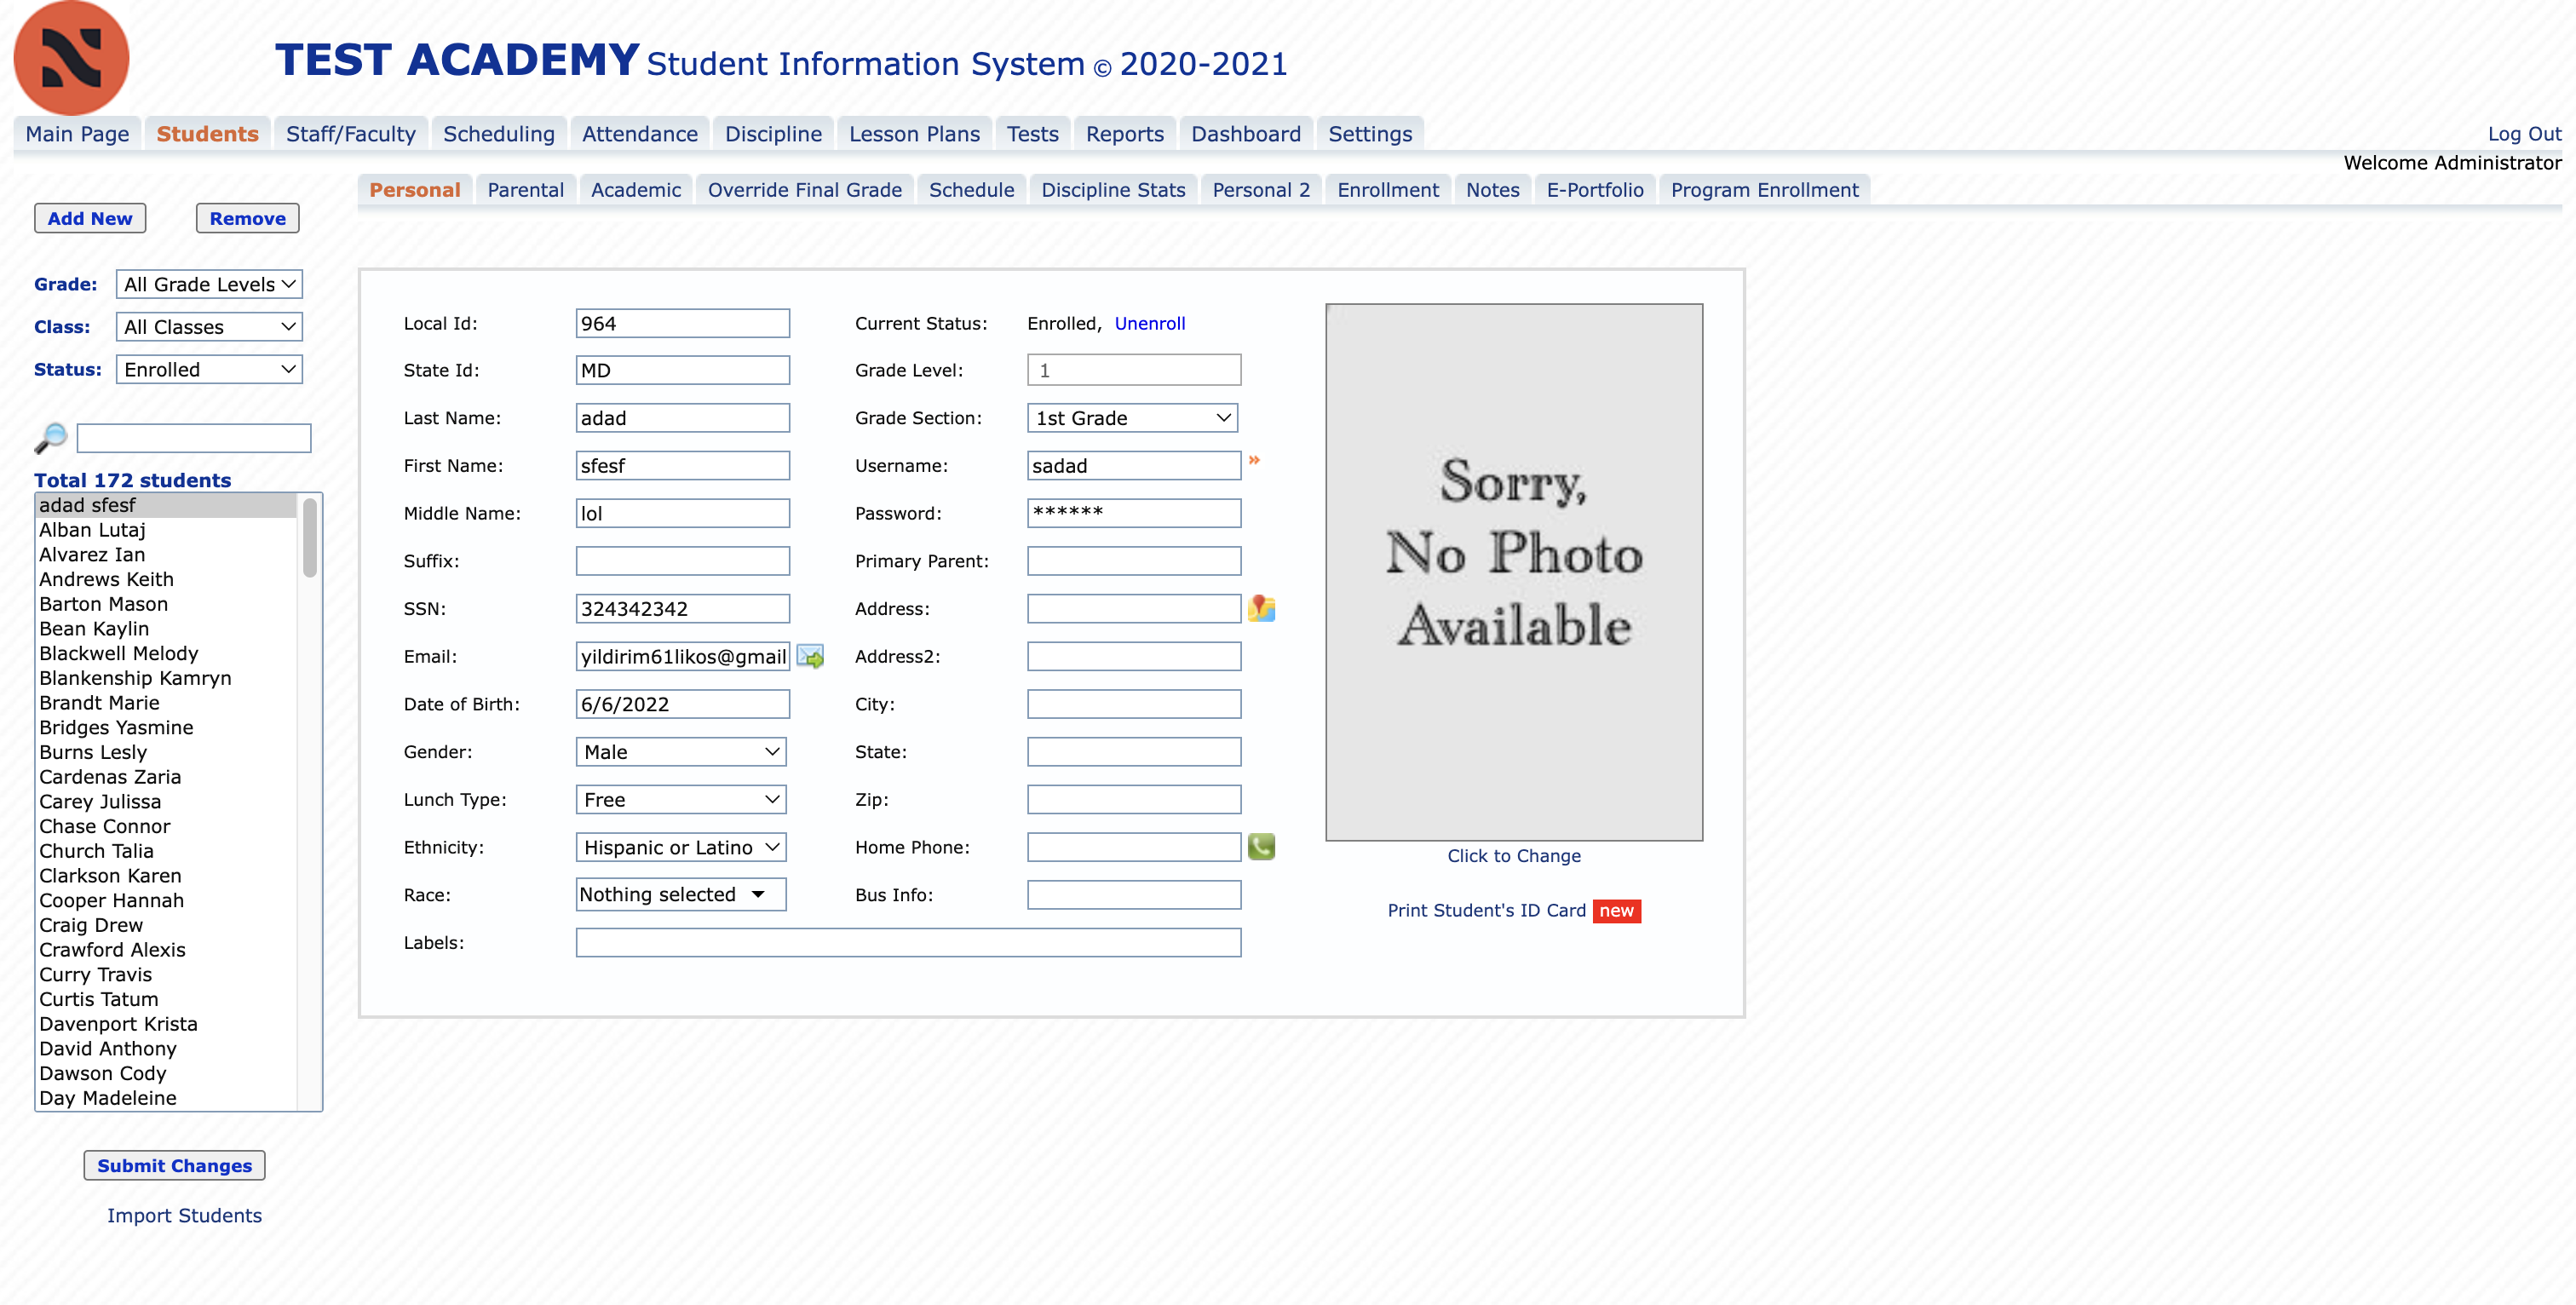 TEST ACADEMY Student Information System © 2020-2021
Main Page Students Staff/Faculty Scheduling Attendance Discipline Lesson Plans Tests Reports Dashboard Settings Log Out
Welcome Administrator
Personal Parental Academic Override Final Grade Schedule Discipline Stats Personal 2 Enrollment Notes E-Portfolio Program Enrollment
Add New Remove
Grade: All Grade Levels
Class: All Classes
Status: Enrolled
Total 172 students
adad sfesf
Alban Lutaj
Alvarez Ian
Andrews Keith
Barton Mason
Bean Kaylin
Blackwell Melody
Blankenship Kamryn
Brandt Marie
Bridges Yasmine
Burns Lesly
Cardenas Zaria
Carey Julissa
Chase Connor
Church Talia
Clarkson Karen
Cooper Hannah
Craig Drew
Crawford Alexis
Curry Travis
Curtis Tatum
Davenport Krista
David Anthony
Dawson Cody
Day Madeleine
Submit Changes
Import Students
Local Id: 964
State Id: MD
Last Name: adad
First Name: sfesf
Middle Name: lol
Suffix:
SSN: 324342342
Email: yildirim61likos@gmail
Date of Birth: 6/6/2022
Gender: Male
Lunch Type: Free
Ethnicity: Hispanic or Latino
Race: Nothing selected
Labels:
Current Status: Enrolled, Unenroll
Grade Level: 1
Grade Section: 1st Grade
Username: sadad »
Password: ******
Primary Parent:
Address:
Address2:
City:
State:
Zip:
Home Phone:
Bus Info:
Sorry,
No Photo
Available
Click to Change
Print Student's ID Card new